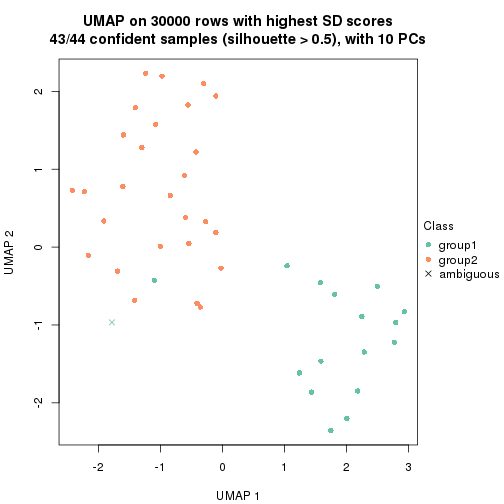 UMAP on 30000 rows with highest SD scores
43/44 confident samples (silhouette > 0.5), with 10 PCs
2
1
0
-1
-2
UMAP 2
-2
-1
0
1
2
3
UMAP 1
Class
group1
group2
ambiguous